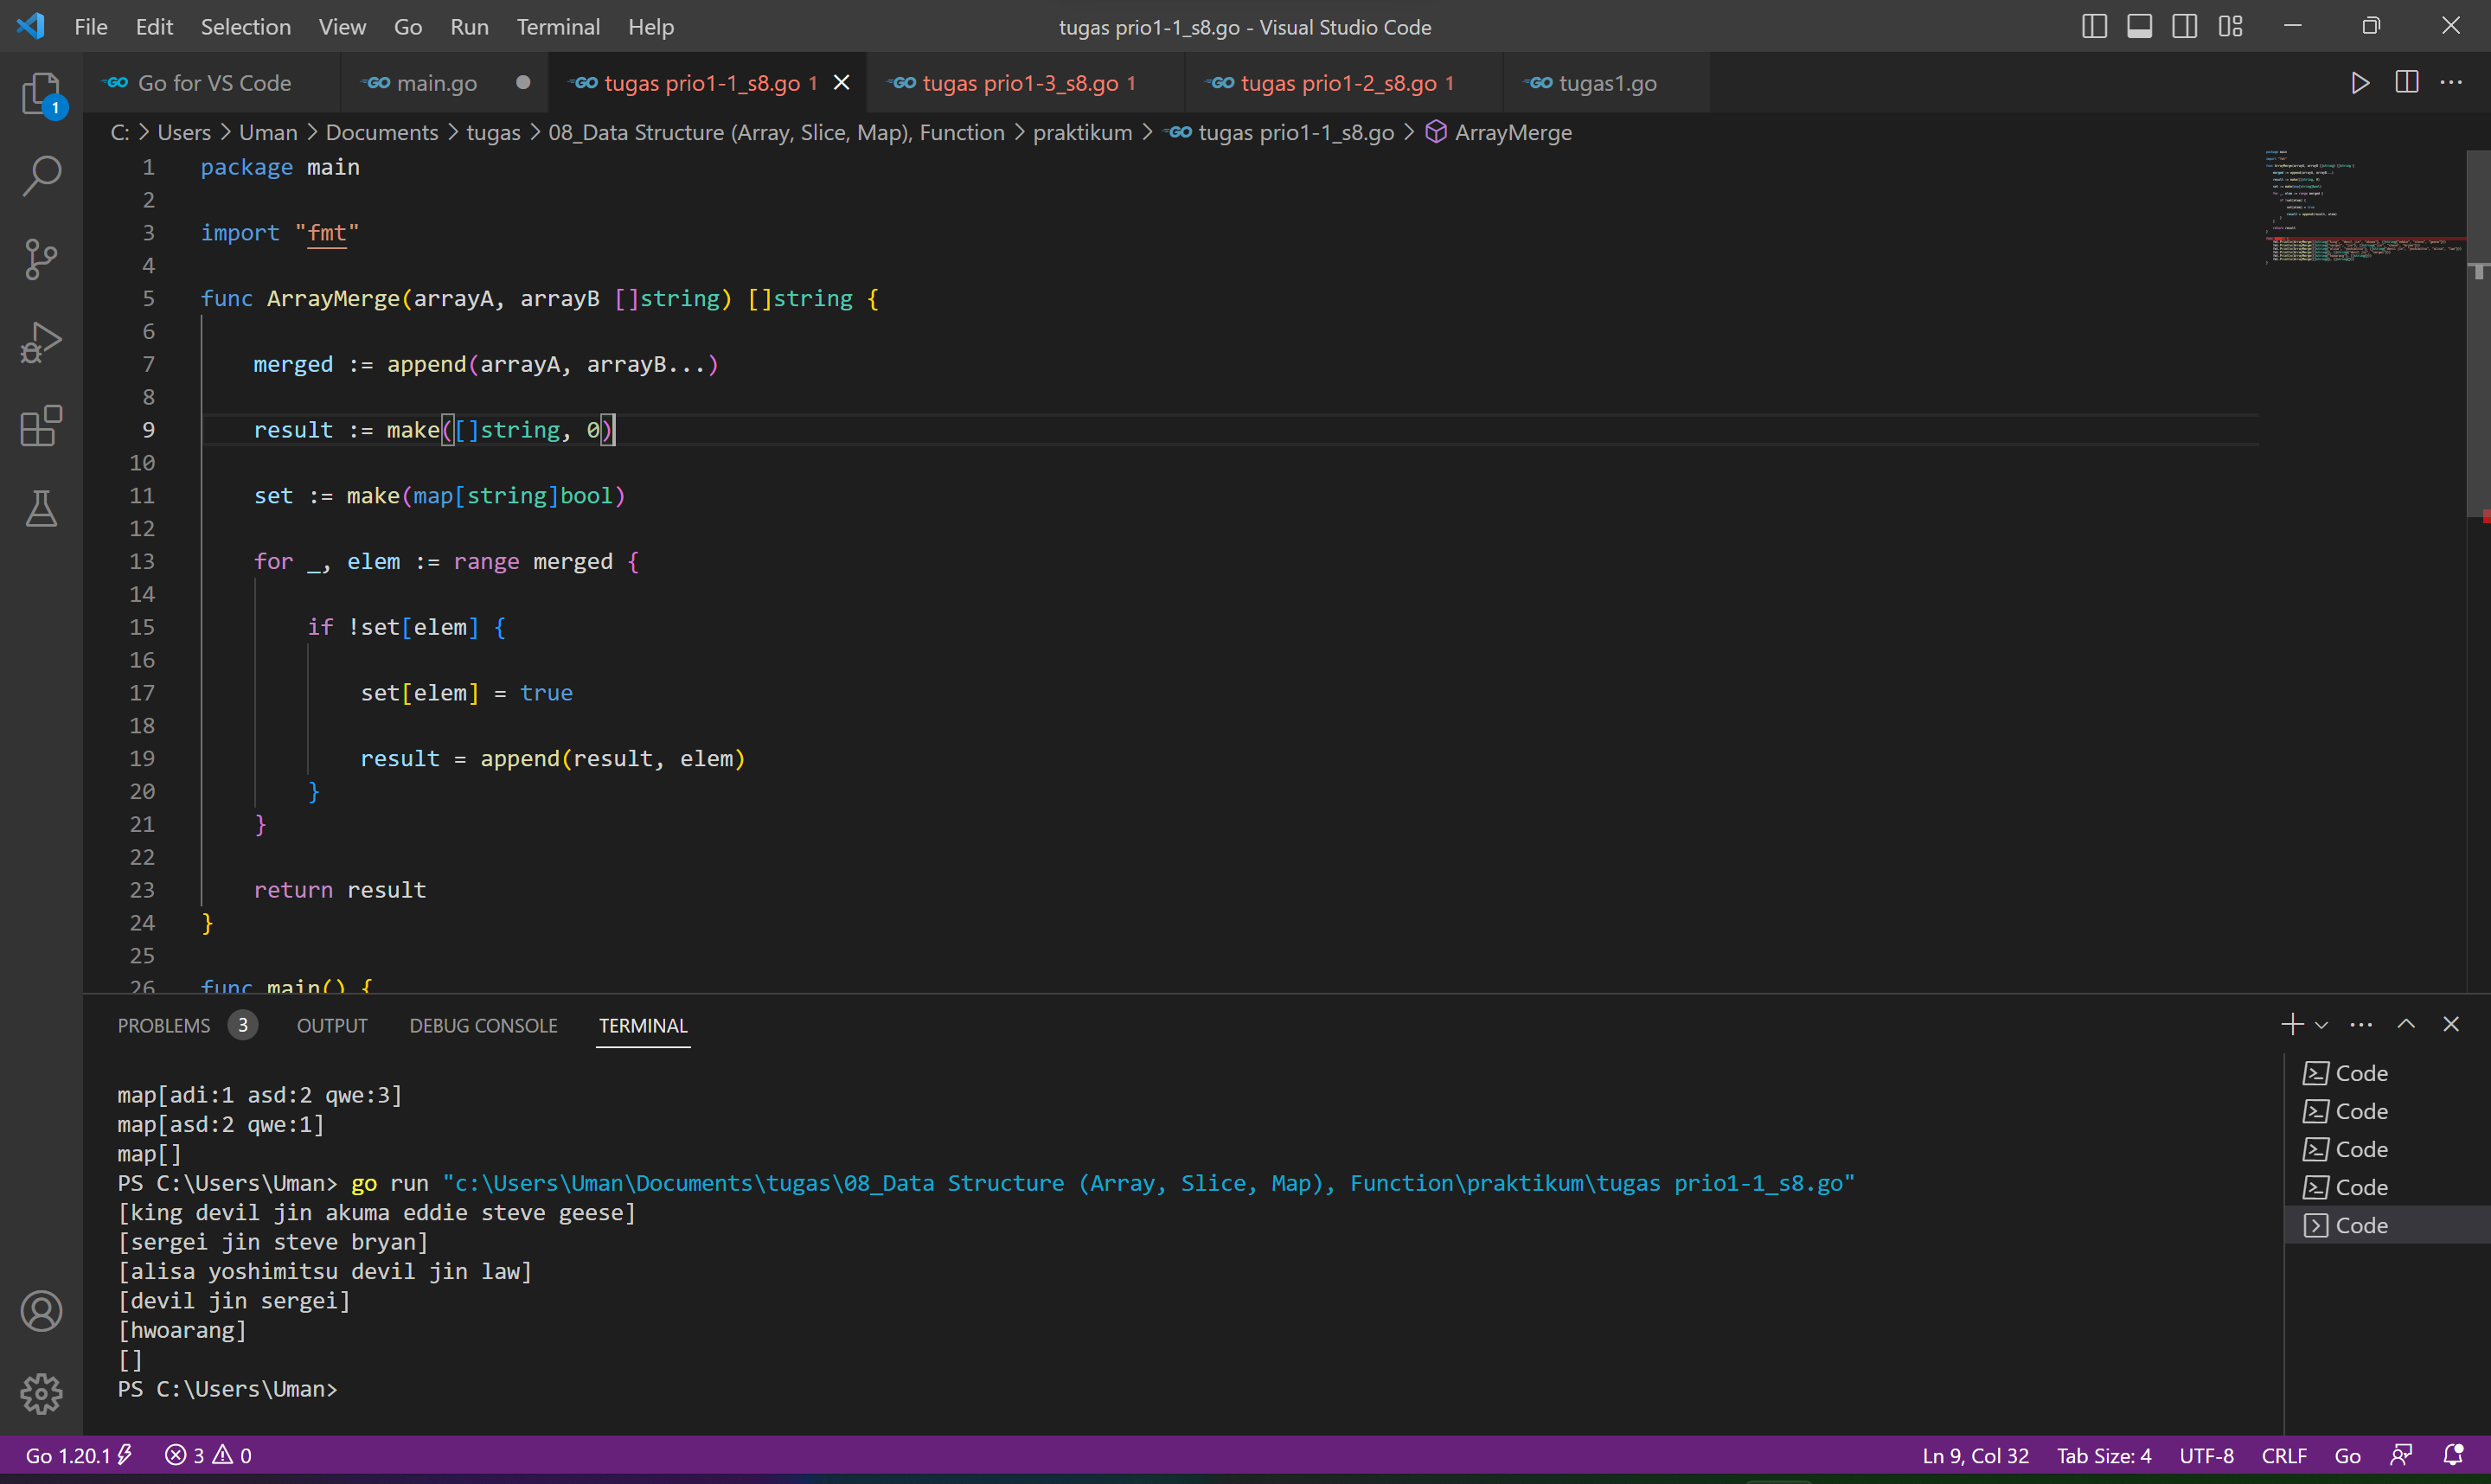 File Edit Selection View Go Run Terminal Help tugas prio1-1_s8.go - Visual Studio Code
GO Go for VS Code GO main.go GO tugas prio1-1_s8.go 1 GO tugas prio1-3_s8.go 1 GO tugas prio1-2_s8.go 1 GO tugas1.go
1
C: > Users > Uman > Documents > tugas > 08_Data Structure (Array, Slice, Map), Function > praktikum > GO tugas prio1-1_s8.go > ArrayMerge
1 package main
2
3 import "fmt"
4
5 func ArrayMerge(arrayA, arrayB []string) []string {
6
7 merged := append(arrayA, arrayB...)
8
9 result := make([]string, 0)
10
11 set := make(map[string]bool)
12
13 for _, elem := range merged {
14
15 if !set[elem] {
16
17 set[elem] = true
18
19 result = append(result, elem)
20 }
21 }
22
23 return result
24 }
25
26 func main() {
PROBLEMS 3 OUTPUT DEBUG CONSOLE TERMINAL
map[adi:1 asd:2 qwe:3]
map[asd:2 qwe:1]
map[]
PS C:\Users\Uman> go run "c:\Users\Uman\Documents\tugas\08_Data Structure (Array, Slice, Map), Function\praktikum\tugas prio1-1_s8.go"
[king devil jin akuma eddie steve geese]
[sergei jin steve bryan]
[alisa yoshimitsu devil jin law]
[devil jin sergei]
[hwoarang]
[]
PS C:\Users\Uman>
Code
Code
Code
Code
Code
Go 1.20.1 3 0 Ln 9, Col 32 Tab Size: 4 UTF-8 CRLF Go